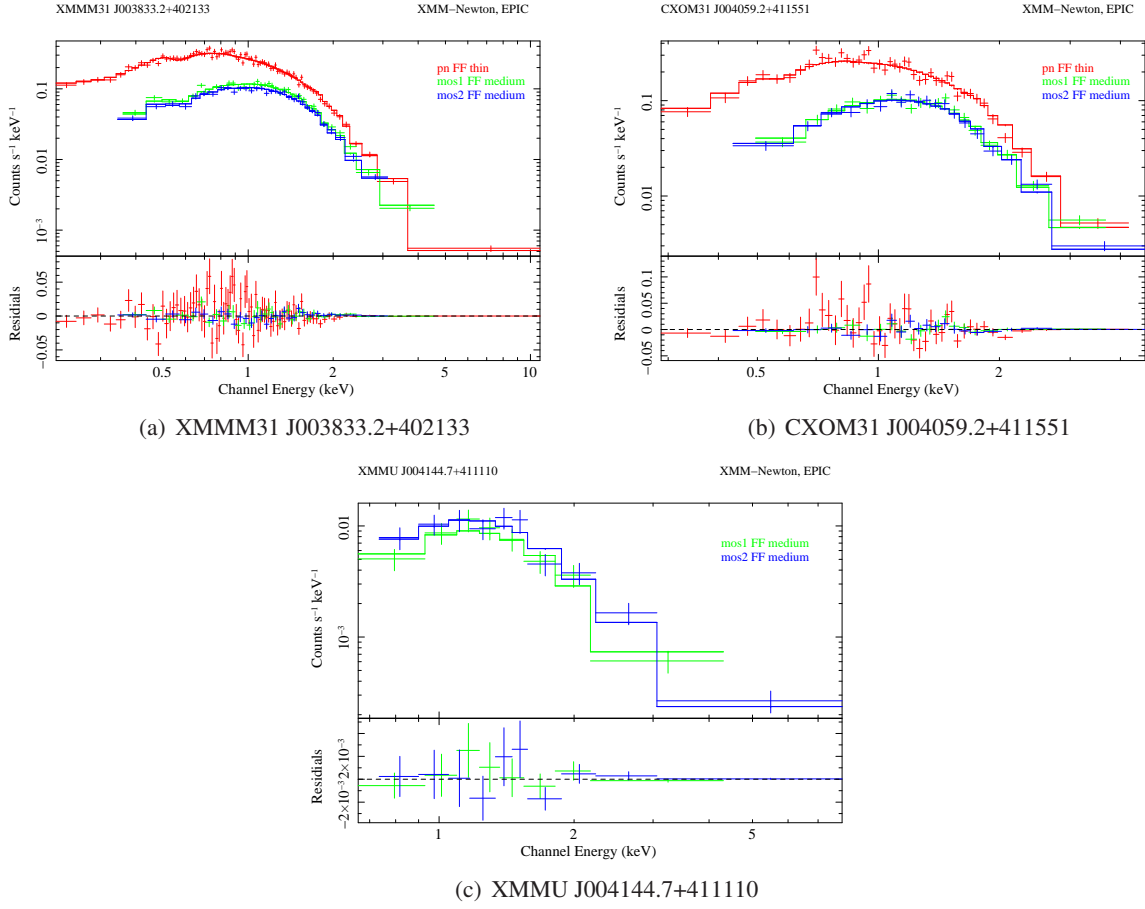 XMMM31 J003833.2+402133 XMM−Newton, EPIC
pn FF thin
mos1 FF medium
mos2 FF medium
Counts s⁻¹ keV⁻¹
0.1
0.01
10⁻³
Residials
0.05
0
−0.05
0.5 1 2 5 10
Channel Energy (keV)
(a) XMMM31 J003833.2+402133
CXOM31 J004059.2+411551 XMM−Newton, EPIC
pn FF thin
mos1 FF medium
mos2 FF medium
Counts s⁻¹ keV⁻¹
0.1
0.01
Residials
0.1
0.05
0
−0.05
0.5 1 2
Channel Energy (keV)
(b) CXOM31 J004059.2+411551
XMMU J004144.7+411110 XMM−Newton, EPIC
mos1 FF medium
mos2 FF medium
Counts s⁻¹ keV⁻¹
0.01
10⁻³
Residials
2×10⁻³
−2×10⁻³
1 2 5
Channel Energy (keV)
(c) XMMU J004144.7+411110